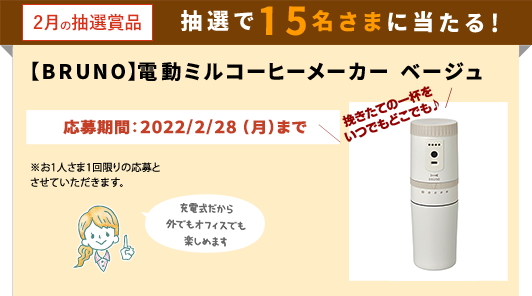 2月の抽選賞品
抽選で15名さまに当たる!
【BRUNO】電動ミルコーヒーメーカー ベージュ
応募期間:2022/2/28(月)まで
挽きたての一杯を
いつでもどこでも♪
※お1人さま1回限りの応募と
させていただきます。
充電式だから
外でもオフィスでも
楽しめます